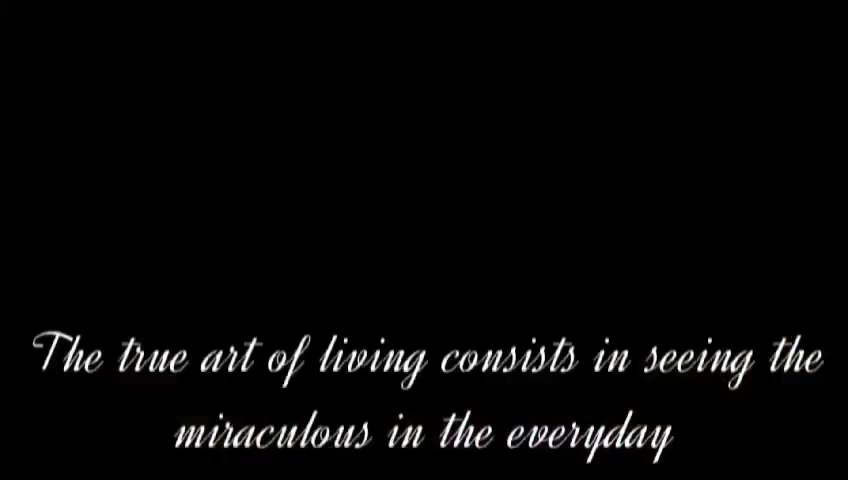 The true art of living consists in seeing the
miraculous in the everyday